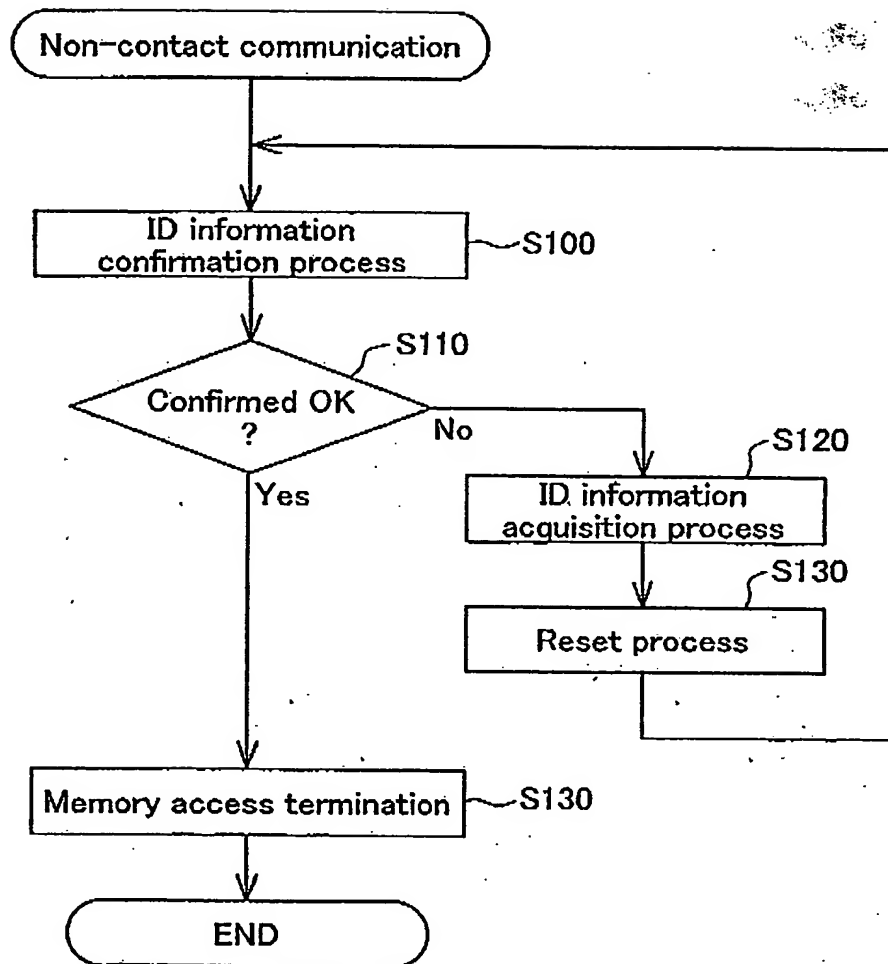 Non-contact communication
ID information
confirmation process
S100
S110
Confirmed OK
?
No
Yes
S120
ID information
acquisition process
S130
Reset process
Memory access termination
S130
END